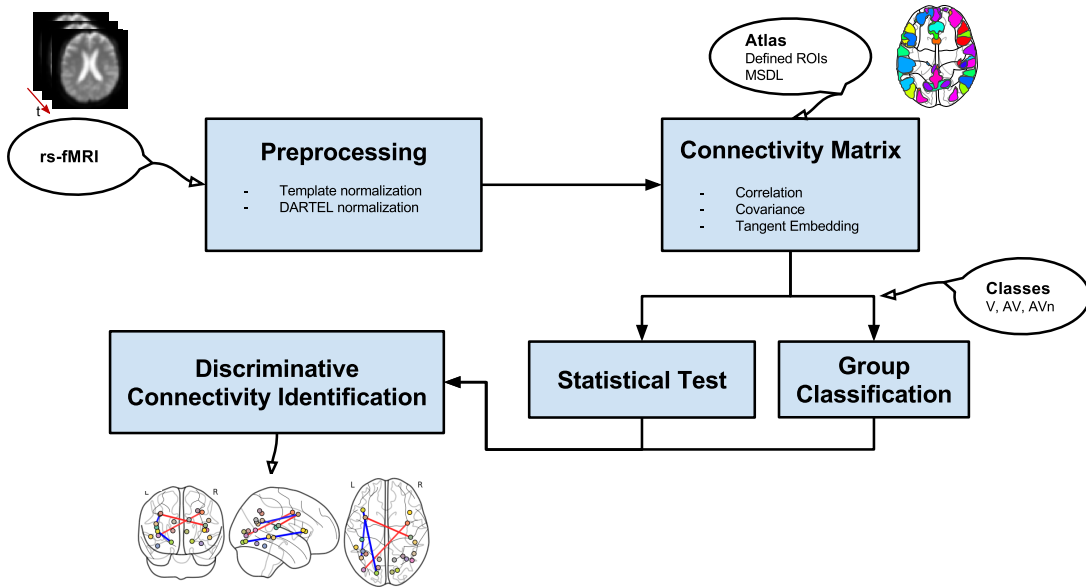 t
rs-fMRI
Preprocessing
- Template normalization
- DARTEL normalization
Atlas
Defined ROIs
MSDL
Connectivity Matrix
- Correlation
- Covariance
- Tangent Embedding
Classes
V, AV, AVn
Statistical Test
Group
Classification
Discriminative
Connectivity Identification
L R
L R